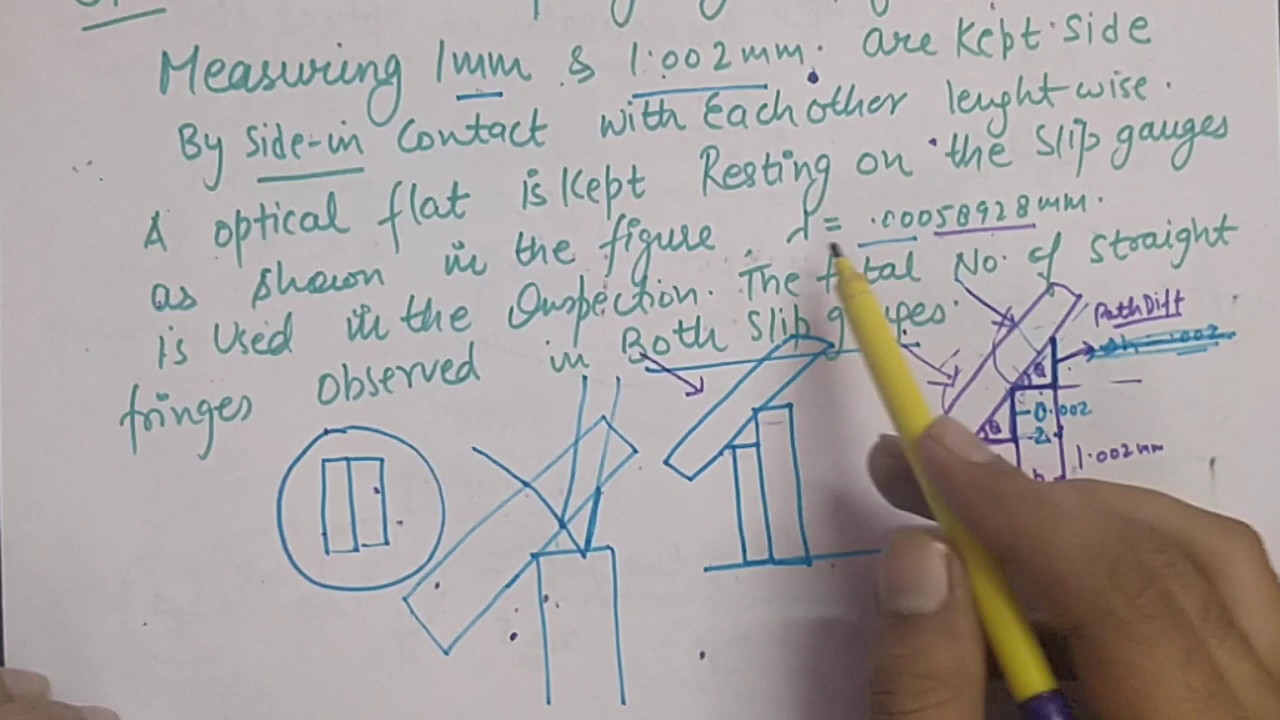 Measuring 1mm & 1.002mm. are Kept Side
By Side-in Contact with Each other lenght wise.
A optical flat is Kept Resting on the Slip gauges
as shown in the figure. λ = .00058928mm.
is Used in the Inspection. The total No. of Straight
fringes observed in Both Slip gauges.
Path Diff
θ
0.002
θ
2
1.002mm
h